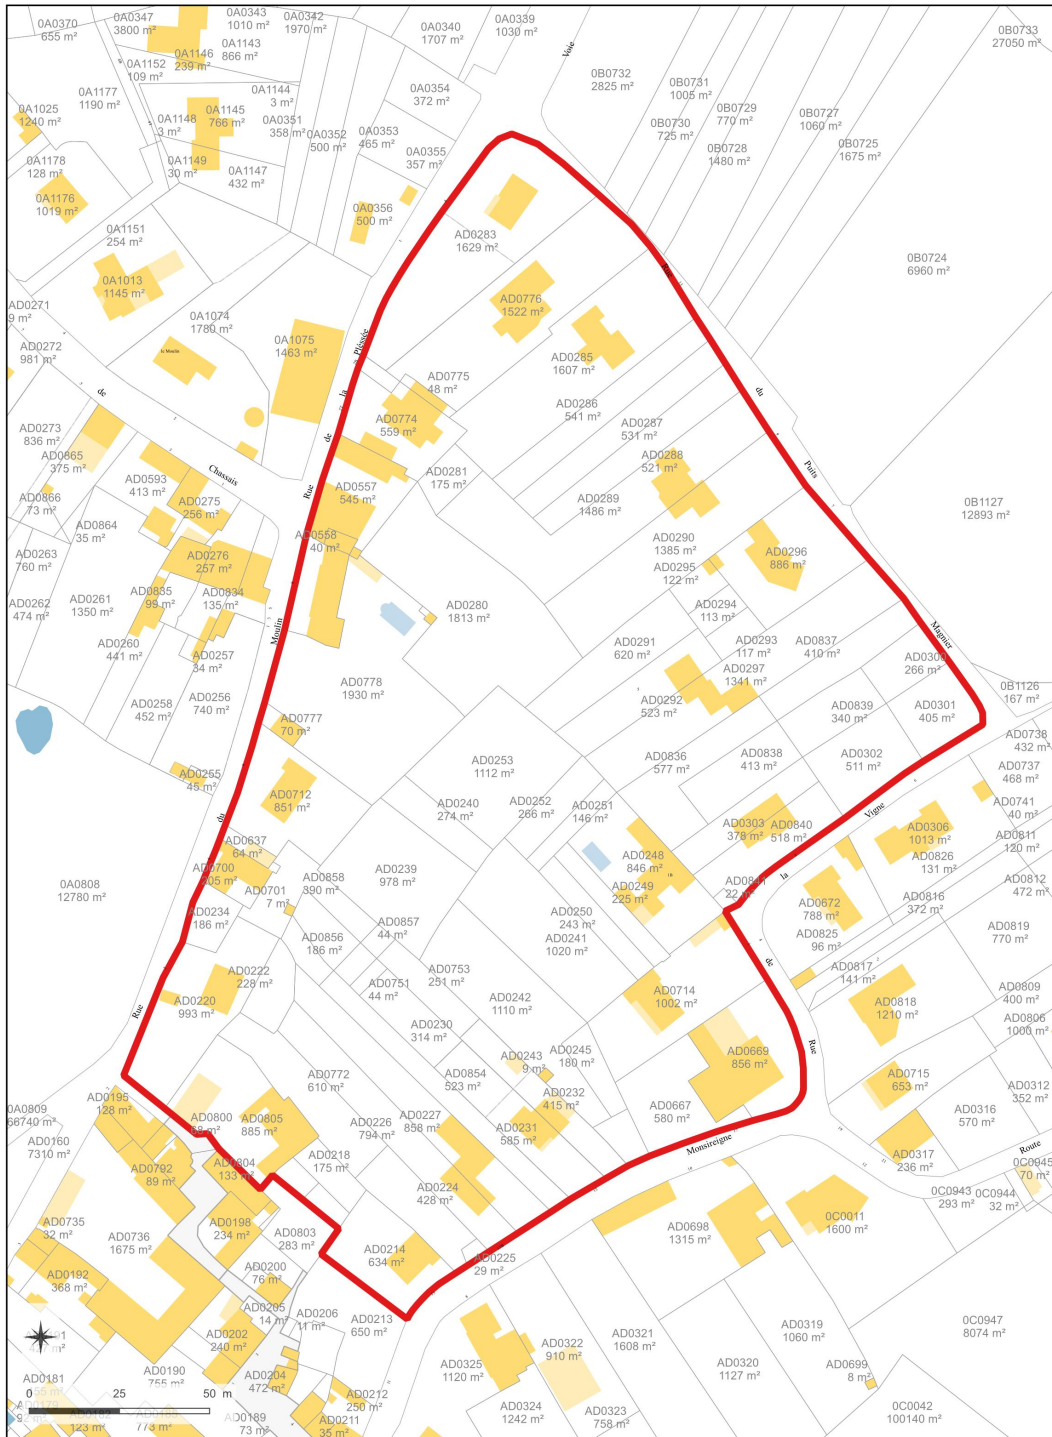 0A0370
655 m²
0A0347
3800 m²
0A0343
1010 m²
0A0342
1970 m²
0A0340
1707 m²
0A0339
1030 m²
Voie
0B0733
27050 m²
0A1143
866 m²
0A1146
239 m²
0A1152
109 m²
0B0732
2825 m²
0B0731
1005 m²
0A1177
1190 m²
0A1144
3 m²
0A0354
372 m²
0B0729
770 m²
0B0727
1060 m²
0A1025
1240 m²
0A1145
766 m²
0A1148
3 m²
0A0351
358 m²
0A0352
500 m²
0A0353
465 m²
0B0730
725 m²
0B0728
1480 m²
0B0725
1675 m²
0A0355
357 m²
0A1178
128 m²
0A1149
30 m²
0A1147
432 m²
0A1176
1019 m²
0A0356
500 m²
0A1151
254 m²
AD0283
1629 m²
0B0724
6960 m²
Rue
0A1013
1145 m²
AD0776
1522 m²
AD0271
9 m²
0A1074
1780 m²
0A1075
1463 m²
Pléssée
AD0272
981 m²
le Moulin
AD0285
1607 m²
AD0775
48 m²
la
du
de
AD0286
541 m²
AD0774
559 m²
AD0287
531 m²
AD0273
836 m²
de
AD0865
375 m²
AD0288
521 m²
Puits
Chassais
AD0593
413 m²
AD0281
175 m²
AD0557
545 m²
Rue
AD0866
73 m²
AD0275
256 m²
AD0289
1486 m²
0B1127
12893 m²
AD0864
35 m²
AD0558
40 m²
AD0290
1385 m²
AD0263
760 m²
AD0276
257 m²
AD0296
886 m²
AD0295
122 m²
AD0835
99 m²
AD0834
135 m²
AD0262
474 m²
AD0261
1350 m²
AD0280
1813 m²
AD0294
113 m²
Magnier
Moulin
AD0260
441 m²
AD0291
620 m²
AD0293
117 m²
AD0837
410 m²
AD0257
34 m²
AD0300
266 m²
AD0297
1341 m²
AD0778
1930 m²
0B1126
167 m²
AD0256
740 m²
AD0258
452 m²
AD0292
523 m²
AD0839
340 m²
AD0301
405 m²
AD0777
70 m²
AD0738
432 m²
AD0253
1112 m²
AD0836
577 m²
AD0838
413 m²
AD0302
511 m²
AD0737
468 m²
AD0255
45 m²
AD0712
851 m²
AD0240
274 m²
AD0252
266 m²
AD0251
146 m²
Vigne
AD0741
40 m²
du
AD0303
378 m²
AD0840
518 m²
AD0306
1013 m²
AD0811
120 m²
AD0637
64 m²
AD0248
846 m²
AD0826
131 m²
AD0700
205 m²
AD0239
978 m²
la
AD0858
390 m²
AD0841
22 m²
AD0812
472 m²
0A0808
12780 m²
AD0701
7 m²
AD0249
225 m²
AD0816
372 m²
AD0672
788 m²
AD0234
186 m²
AD0250
243 m²
AD0857
44 m²
AD0819
770 m²
AD0856
186 m²
AD0241
1020 m²
AD0825
96 m²
de
AD0222
228 m²
AD0753
251 m²
AD0817
141 m²
AD0751
44 m²
AD0714
1002 m²
AD0809
400 m²
AD0220
993 m²
AD0242
1110 m²
AD0818
1210 m²
Rue
AD0230
314 m²
AD0806
1000 m²
Rue
AD0669
856 m²
AD0243
9 m²
AD0245
180 m²
AD0772
610 m²
AD0854
523 m²
AD0715
653 m²
AD0312
352 m²
AD0195
128 m²
AD0232
415 m²
0A0809
66740 m²
AD0667
580 m²
AD0316
570 m²
AD0800
68 m²
AD0805
885 m²
AD0226
794 m²
AD0227
858 m²
AD0231
585 m²
AD0160
7310 m²
Monsireigne
Route
AD0317
236 m²
AD0218
175 m²
AD0804
133 m²
AD0792
89 m²
0C0945
70 m²
AD0224
428 m²
0C0943
293 m²
0C0944
32 m²
AD0735
32 m²
AD0198
234 m²
0C0011
1600 m²
AD0736
1675 m²
AD0803
283 m²
AD0698
1315 m²
AD0214
634 m²
AD0225
29 m²
AD0192
368 m²
AD0200
76 m²
AD0205
14 m²
AD0206
11 m²
AD0213
650 m²
AD0319
1060 m²
0C0947
8074 m²
AD0202
240 m²
AD0321
1608 m²
AD0322
910 m²
AD0325
1120 m²
AD0320
1127 m²
AD0699
8 m²
AD0190
755 m²
AD0181
AD0204
472 m²
AD0212
250 m²
0 25 50 m
AD0324
1242 m²
AD0323
758 m²
0C0042
100140 m²
123 m²
773 m²
AD0189
73 m²
AD0211
35 m²